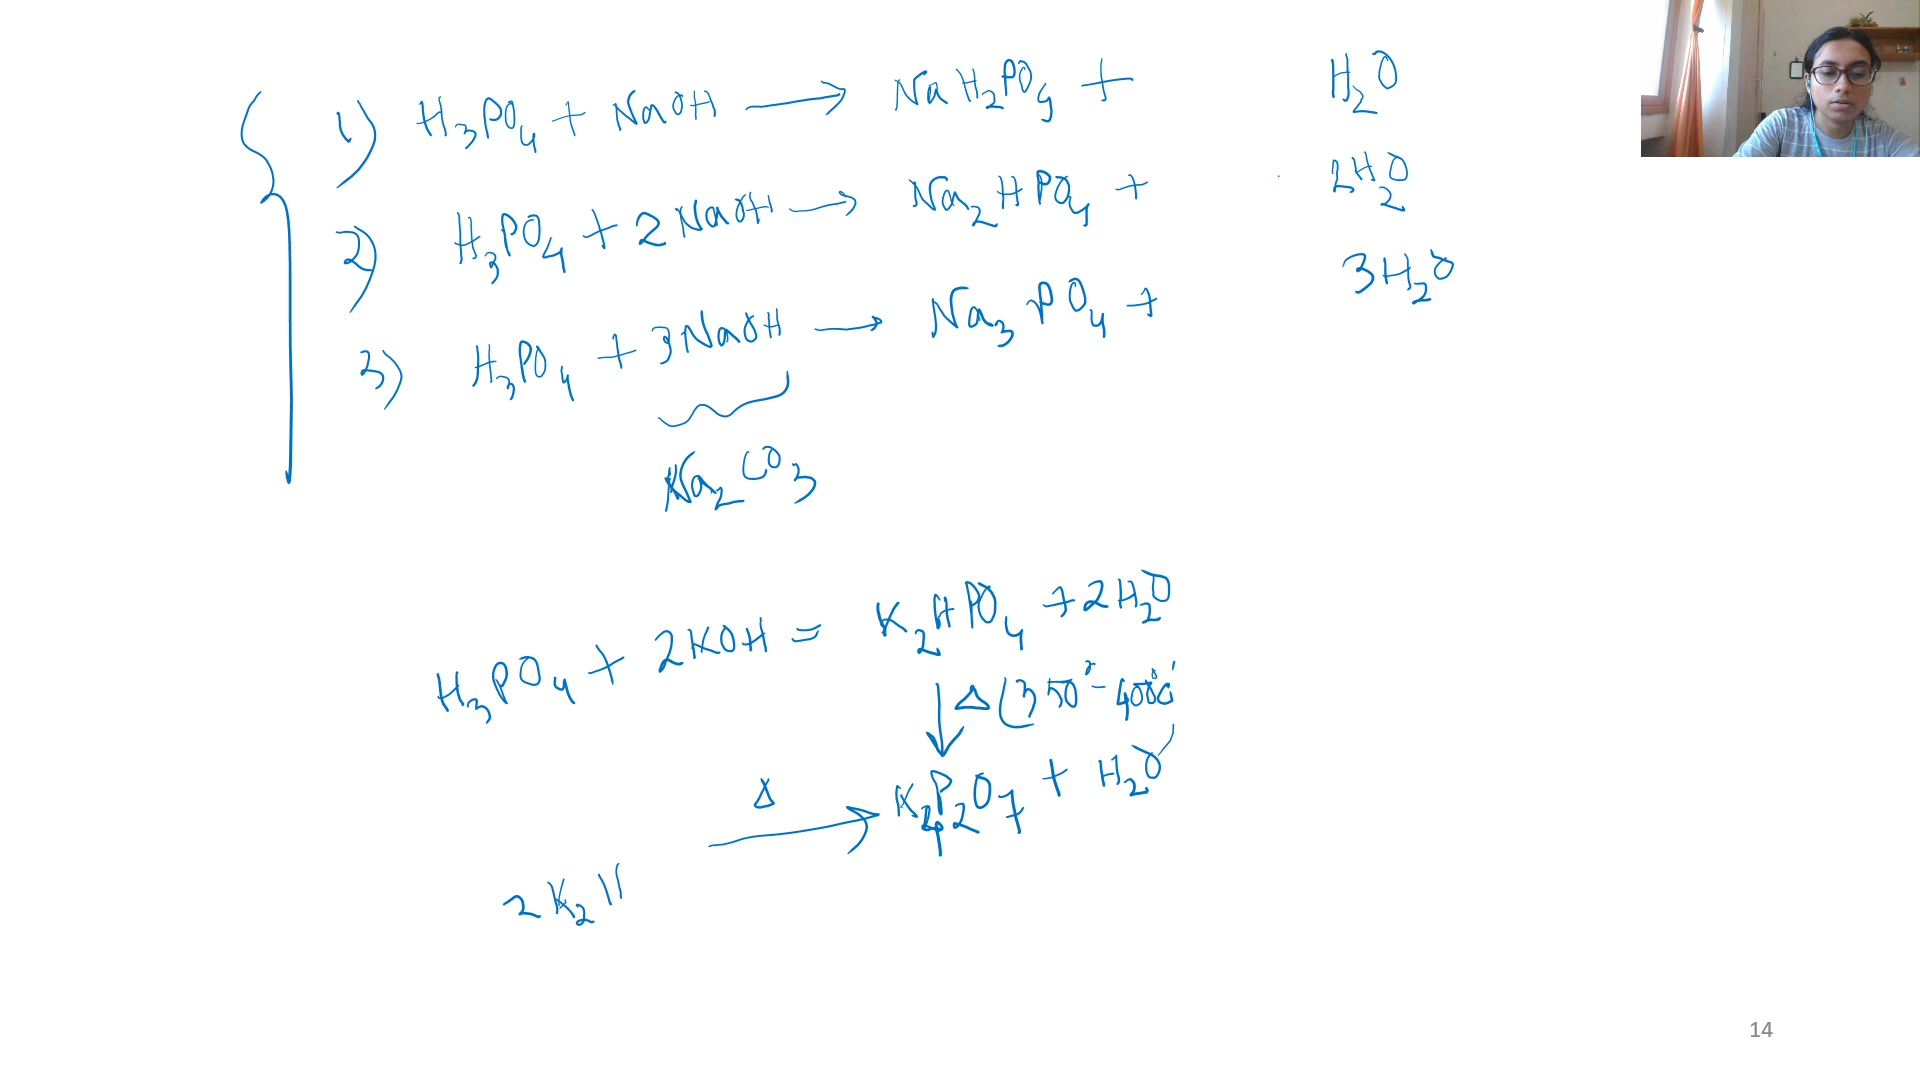 1) H₃PO₄ + NaOH ⟶ NaH₂PO₄ + H₂O
2) H₃PO₄ + 2NaOH ⟶ Na₂HPO₄ + 2H₂O
3) H₃PO₄ + 3NaOH ⟶ Na₃PO₄ + 3H₂O
Na₂CO₃
H₃PO₄ + 2KOH = K₂HPO₄ + 2H₂O
↓ Δ (350° - 400°C
Δ ⟶ K₄P₂O₇ + H₂O
2K₂H
14